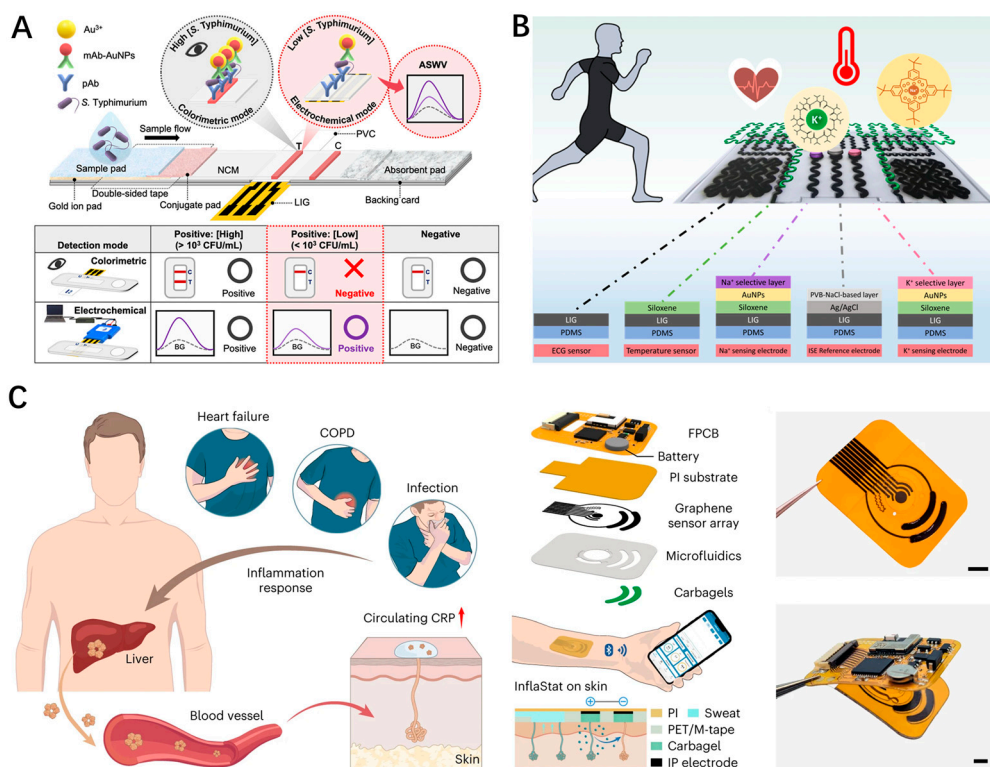 A
Au³⁺
mAb-AuNPs
pAb
S. Typhimurium
High [S. Typhimurium]
Colorimetric mode
Low [S. Typhimurium]
Electrochemical mode
ASWV
Sample flow
T
C
PVC
Sample pad
NCM
Absorbent pad
Double-sided tape
Gold ion pad
Conjugate pad
LIG
Backing card
Detection mode
Positive: [High]
(> 10³ CFU/mL)
Positive: [Low]
(< 10³ CFU/mL)
Negative
Colorimetric
C
T
Positive
C
T
Negative
C
T
Negative
Electrochemical
BG
Positive
BG
Positive
BG
Negative
B
K⁺
Na⁺ selective layer
K⁺ selective layer
AuNPs
PVB-NaCl-based layer
AuNPs
Siloxene
Siloxene
Ag/AgCl
Siloxene
LIG
LIG
LIG
LIG
LIG
PDMS
PDMS
PDMS
PDMS
PDMS
ECG sensor
Temperature sensor
Na⁺ sensing electrode
ISE Reference electrode
K⁺ sensing electrode
C
Heart failure
COPD
Infection
Inflammation
response
Liver
Circulating CRP
Blood vessel
Skin
FPCB
Battery
PI substrate
Graphene
sensor array
Microfluidics
Carbagels
InflaStat on skin
PI
Sweat
PET/M-tape
Carbagel
IP electrode